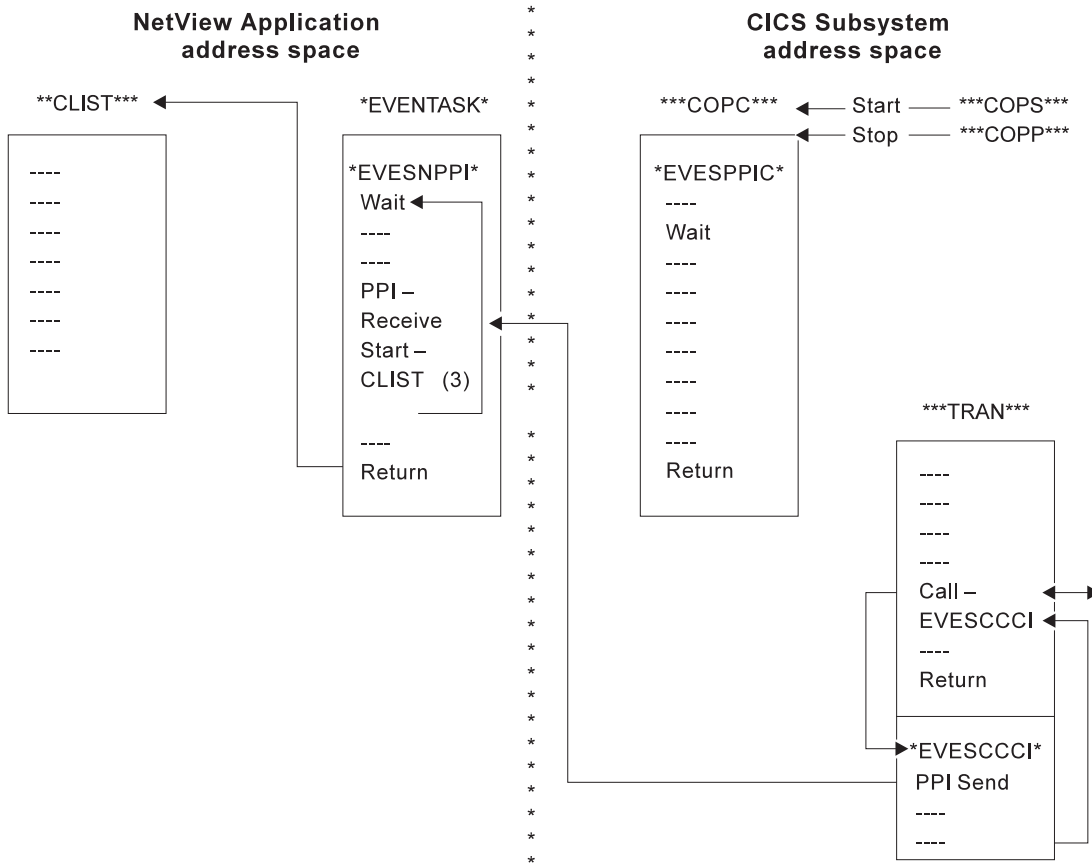 NetView Application
address space
CICS Subsystem
address space
**CLIST***
*EVENTASK*
***COPC***
Start
***COPS***
Stop
***COPP***
----
----
----
----
----
----
----
*EVESNPPI*
Wait
----
----
PPI –
Receive
Start –
CLIST (3)
----
Return
*EVESPPIC*
----
Wait
----
----
----
----
----
----
----
Return
***TRAN***
----
----
----
----
Call –
EVESCCCI
----
Return
*EVESCCCI*
PPI Send
----
----